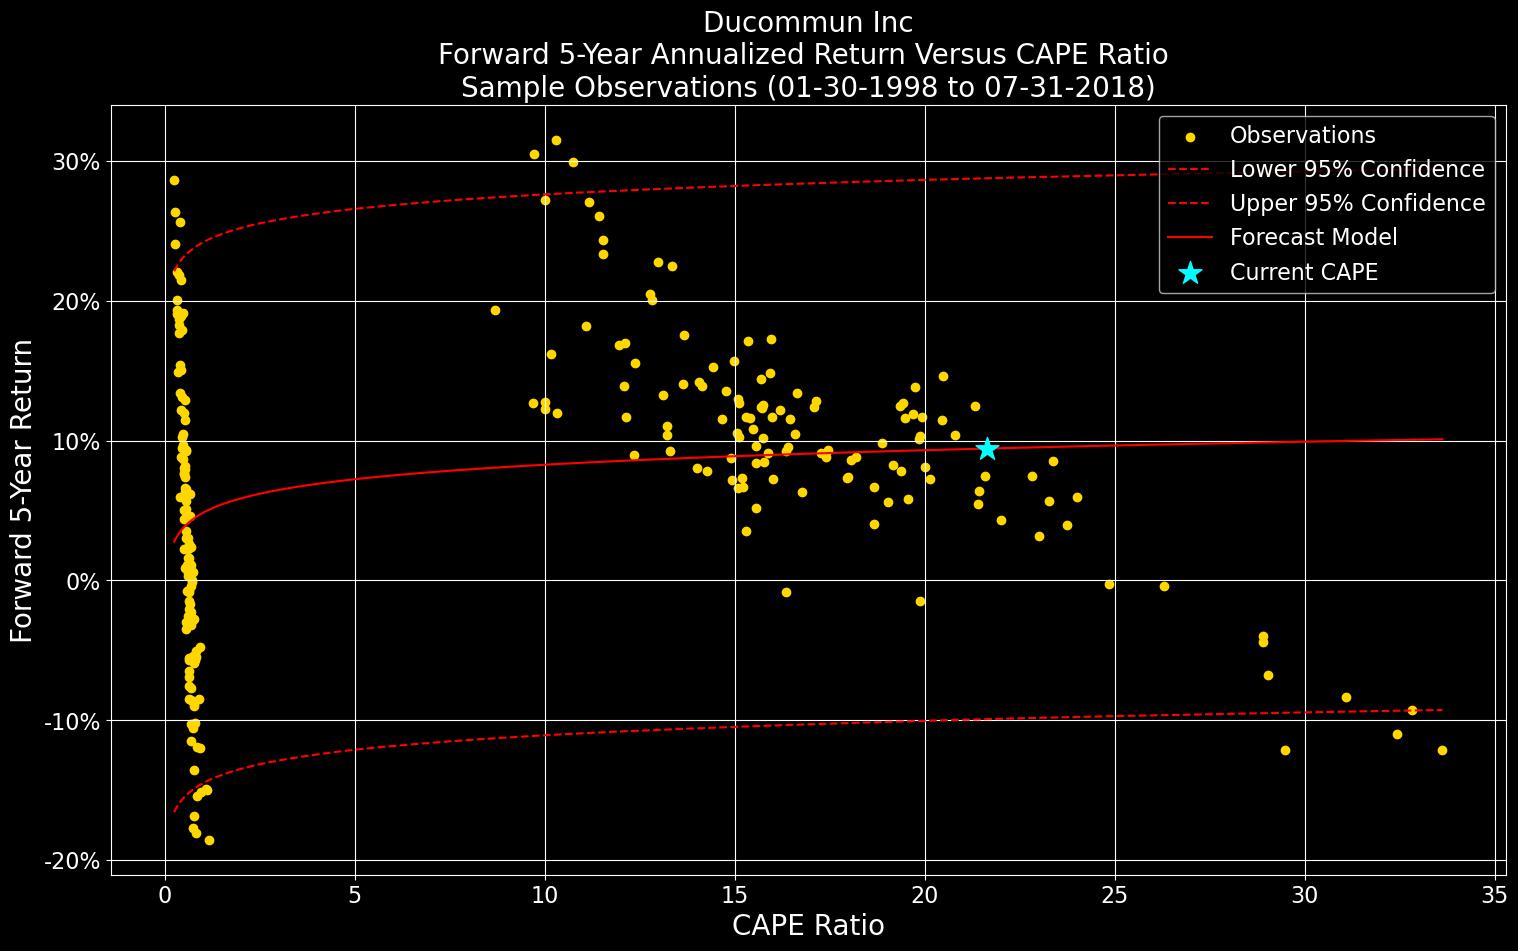 Ducommun Inc
Forward 5-Year Annualized Return Versus CAPE Ratio
Sample Observations (01-30-1998 to 07-31-2018)
Observations
Lower 95% Confidence
Upper 95% Confidence
Forecast Model
Current CAPE
Forward 5-Year Return
30%
20%
10%
0%
-10%
-20%
0 5 10 15 20 25 30 35
CAPE Ratio